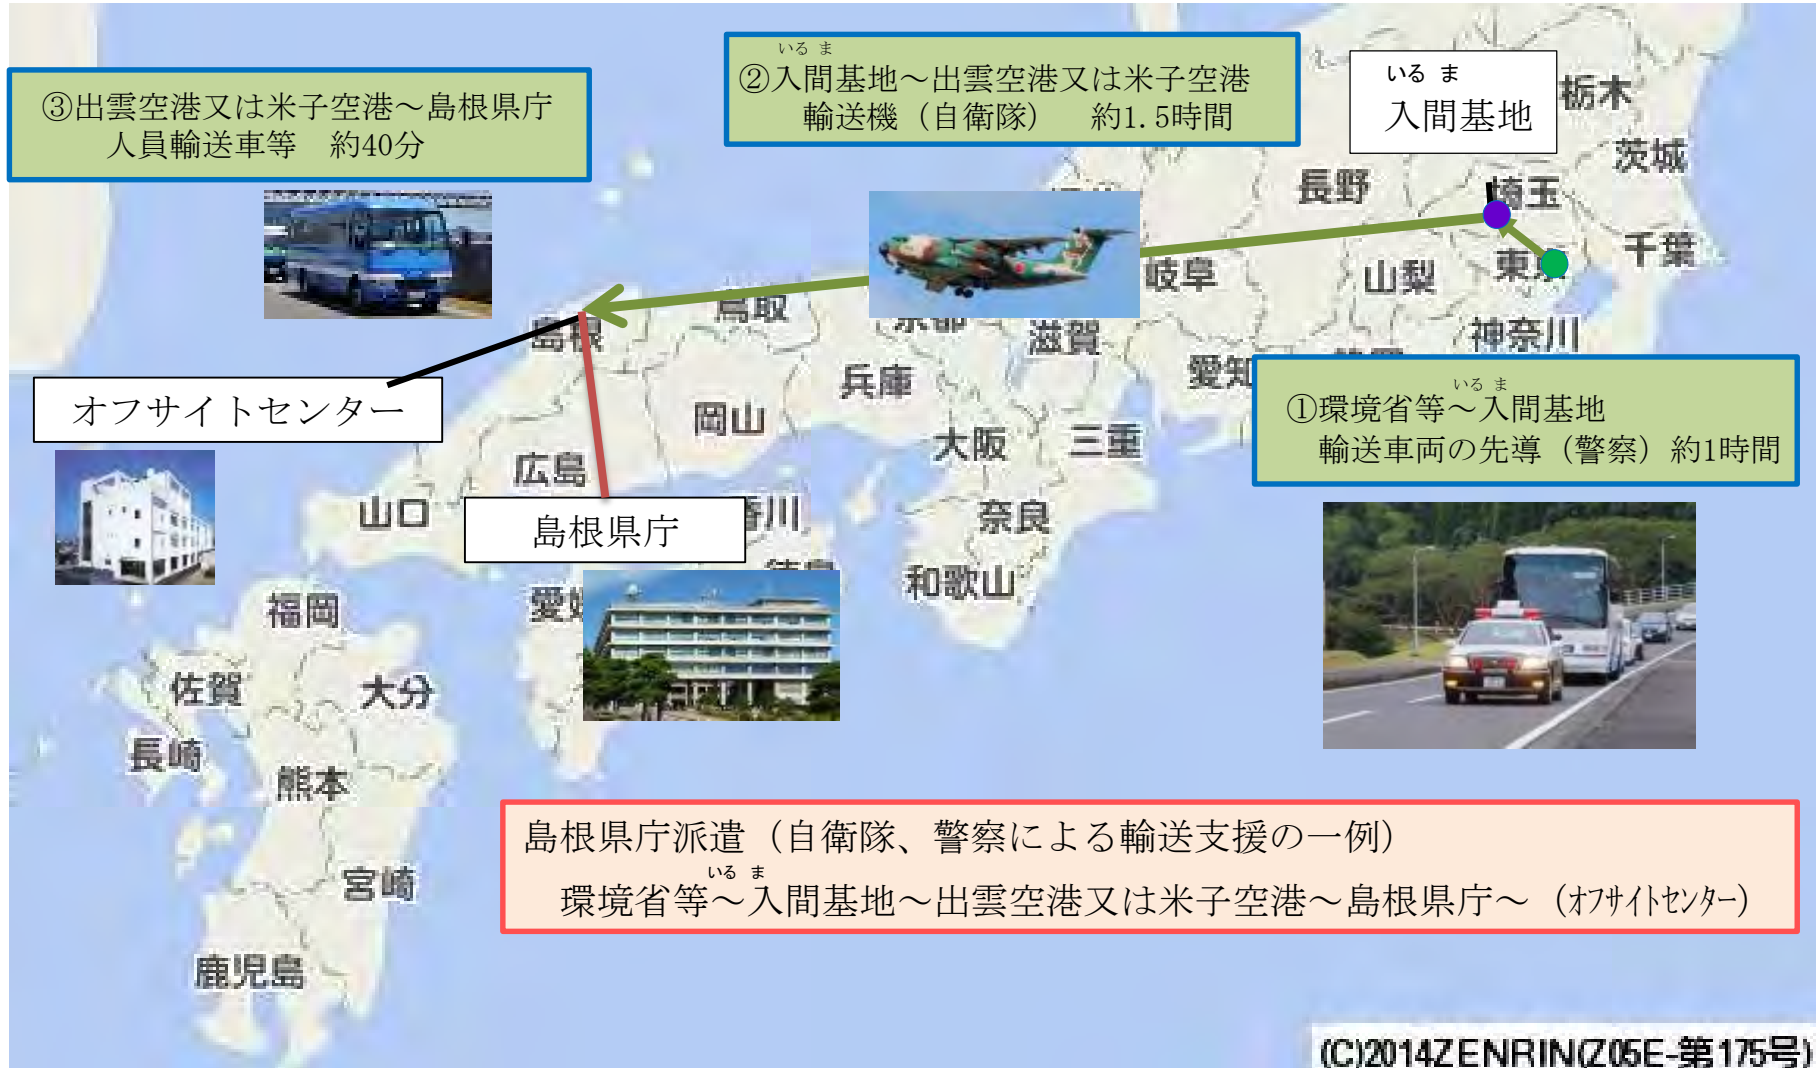 ③出雲空港又は米子空港～島根県庁
人員輸送車等　約40分
いる ま
②入間基地～出雲空港又は米子空港
輸送機（自衛隊）　約1.5時間
いる ま
入間基地
栃木
茨城
長野
埼玉
千葉
東京
山梨
岐阜
神奈川
鳥取
島根
滋賀
愛知
兵庫
オフサイトセンター
岡山
大阪
三重
いる ま
①環境省等～入間基地
輸送車両の先導（警察）約1時間
広島
山口
島根県庁
奈良
和歌山
福岡
佐賀
大分
長崎
熊本
宮崎
鹿児島
島根県庁派遣（自衛隊、警察による輸送支援の一例）
いる ま
環境省等～入間基地～出雲空港又は米子空港～島根県庁～（オフサイトセンター）
(C)2014ZENRIN(Z05E-第175号)